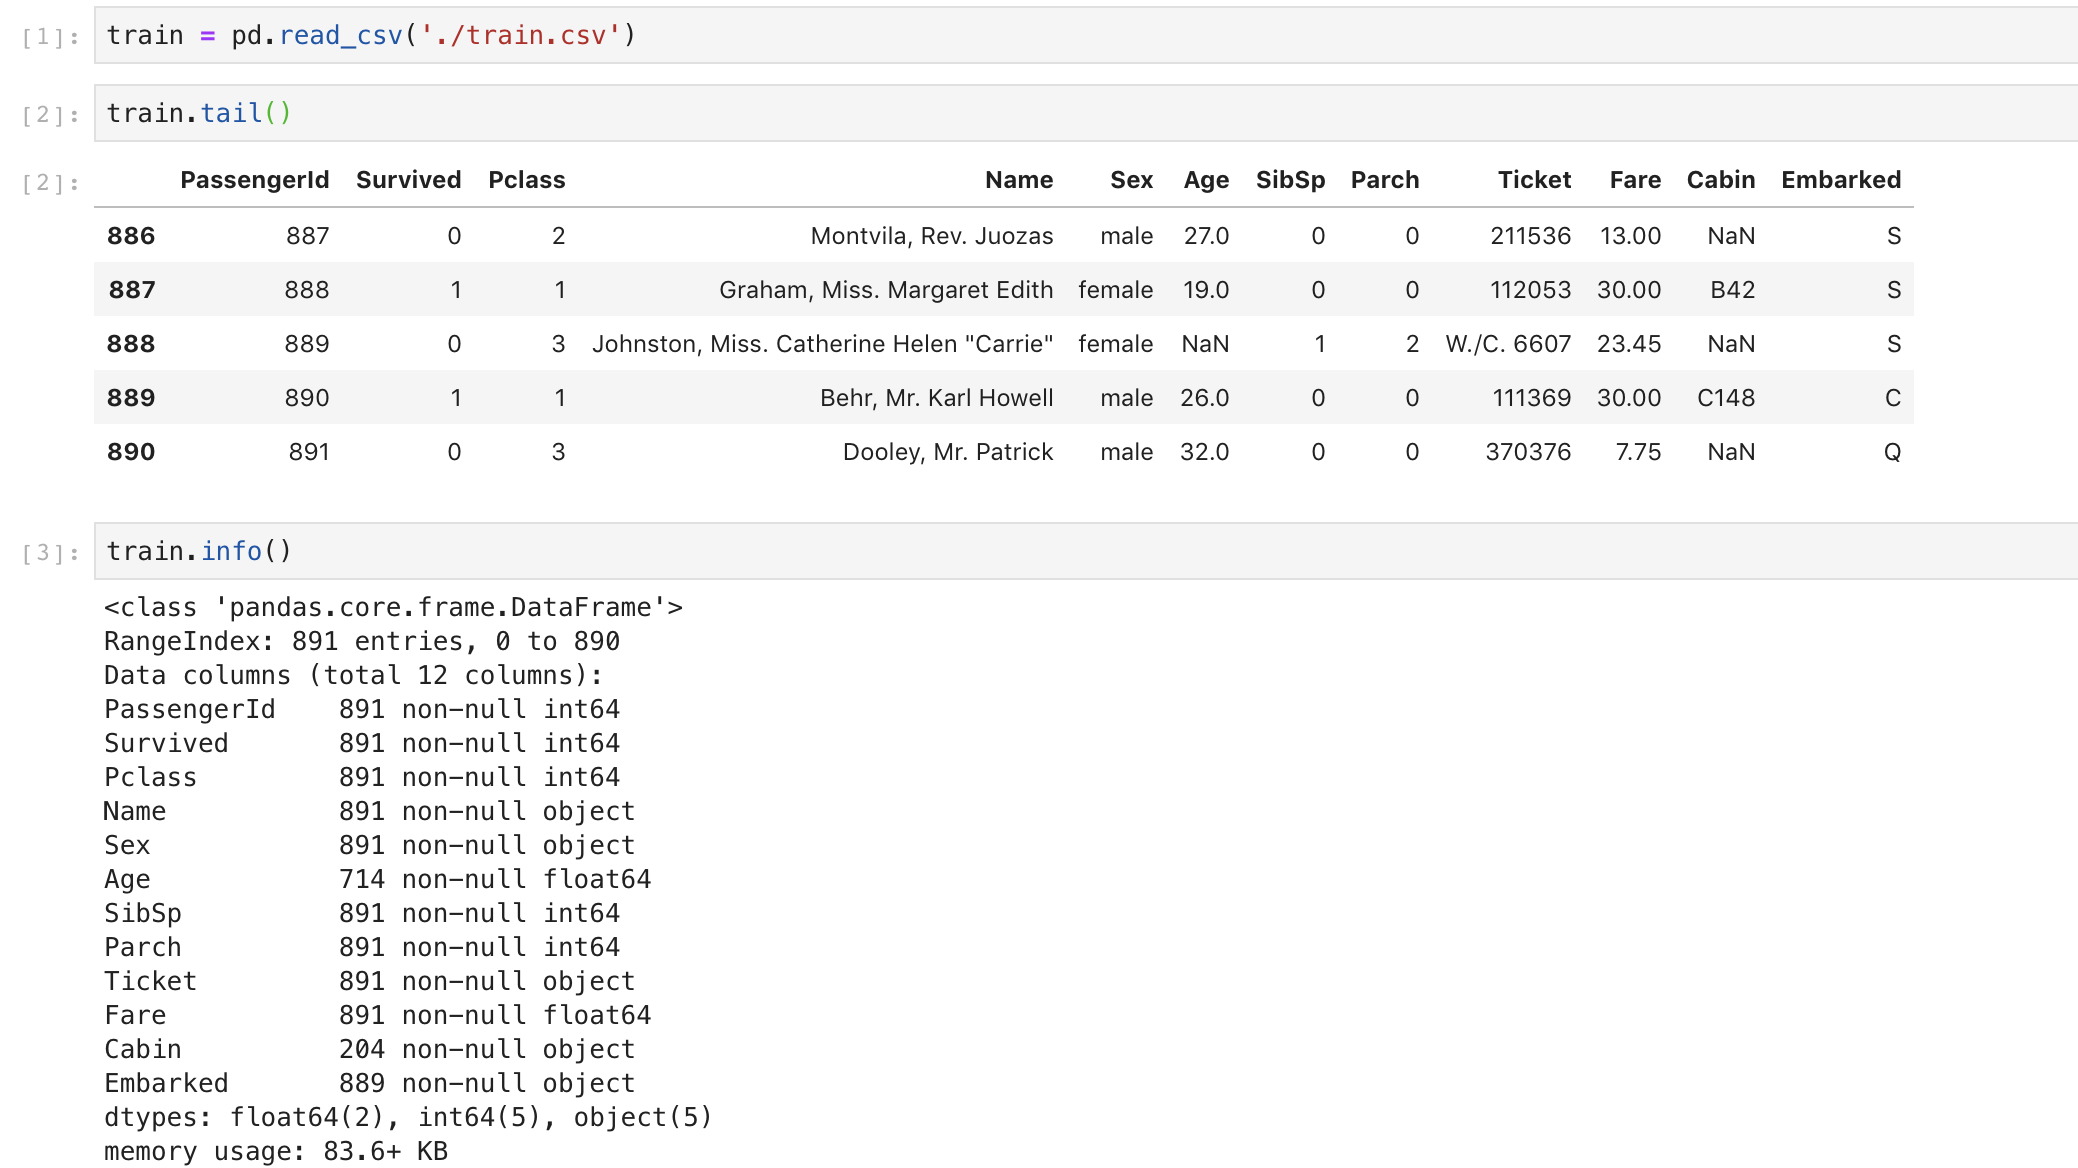 [1]: train = pd.read_csv('./train.csv')
[2]: train.tail()
[2]: PassengerId Survived Pclass Name Sex Age SibSp Parch Ticket Fare Cabin Embarked
886 887 0 2 Montvila, Rev. Juozas male 27.0 0 0 211536 13.00 NaN S
887 888 1 1 Graham, Miss. Margaret Edith female 19.0 0 0 112053 30.00 B42 S
888 889 0 3 Johnston, Miss. Catherine Helen "Carrie" female NaN 1 2 W./C. 6607 23.45 NaN S
889 890 1 1 Behr, Mr. Karl Howell male 26.0 0 0 111369 30.00 C148 C
890 891 0 3 Dooley, Mr. Patrick male 32.0 0 0 370376 7.75 NaN Q
[3]: train.info()
<class 'pandas.core.frame.DataFrame'>
RangeIndex: 891 entries, 0 to 890
Data columns (total 12 columns):
PassengerId    891 non-null int64
Survived       891 non-null int64
Pclass         891 non-null int64
Name           891 non-null object
Sex            891 non-null object
Age            714 non-null float64
SibSp          891 non-null int64
Parch          891 non-null int64
Ticket         891 non-null object
Fare           891 non-null float64
Cabin          204 non-null object
Embarked       889 non-null object
dtypes: float64(2), int64(5), object(5)
memory usage: 83.6+ KB